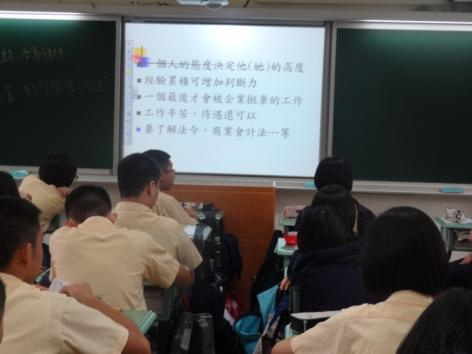 一個人的態度決定他(她)的高度
經驗累積可增加判斷力
一個最後才會被企業拋棄的工作
工作辛苦，待遇還可以
要了解法令，商業會計法…等